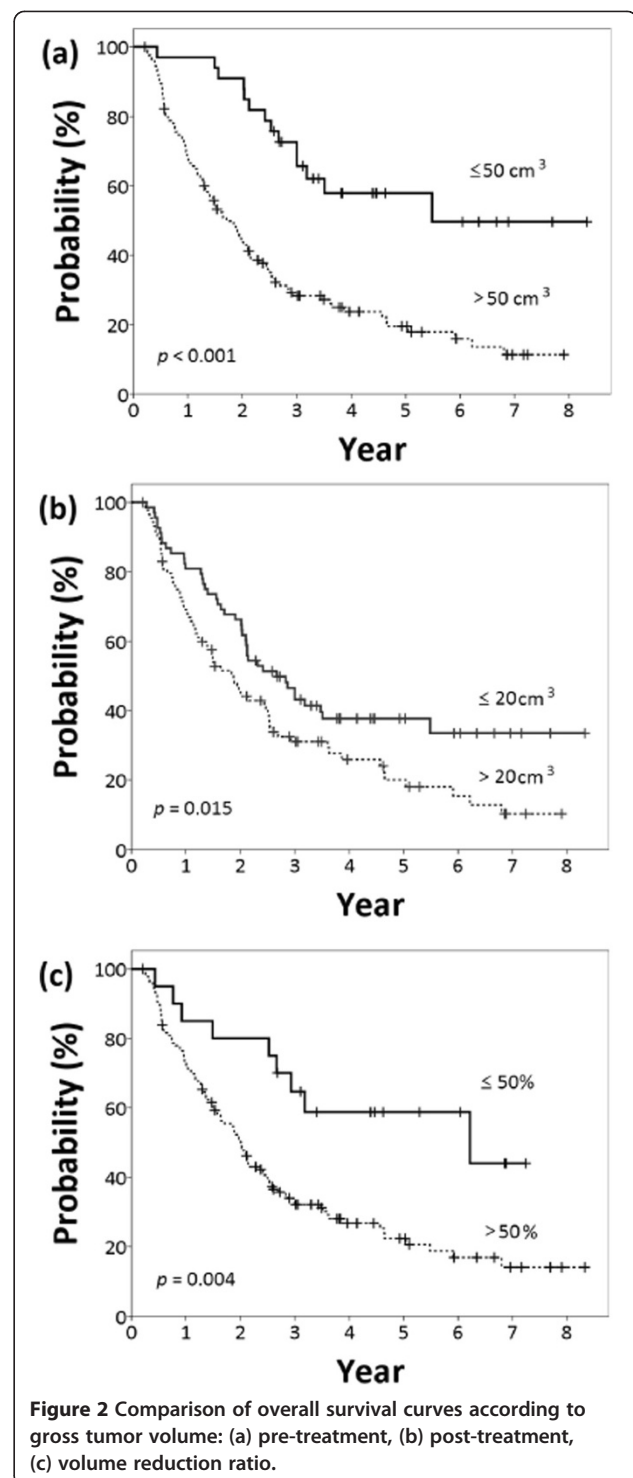 (a)
Probability (%)
100
80
60
40
20
0
≤50 cm³
>50 cm³
p < 0.001
0 1 2 3 4 5 6 7 8
Year
(b)
Probability (%)
100
80
60
40
20
0
≤ 20cm³
> 20cm³
p = 0.015
0 1 2 3 4 5 6 7 8
Year
(c)
Probability (%)
100
80
60
40
20
0
≤ 50%
>50%
p = 0.004
0 1 2 3 4 5 6 7 8
Year
Figure 2 Comparison of overall survival curves according to
gross tumor volume: (a) pre-treatment, (b) post-treatment,
(c) volume reduction ratio.